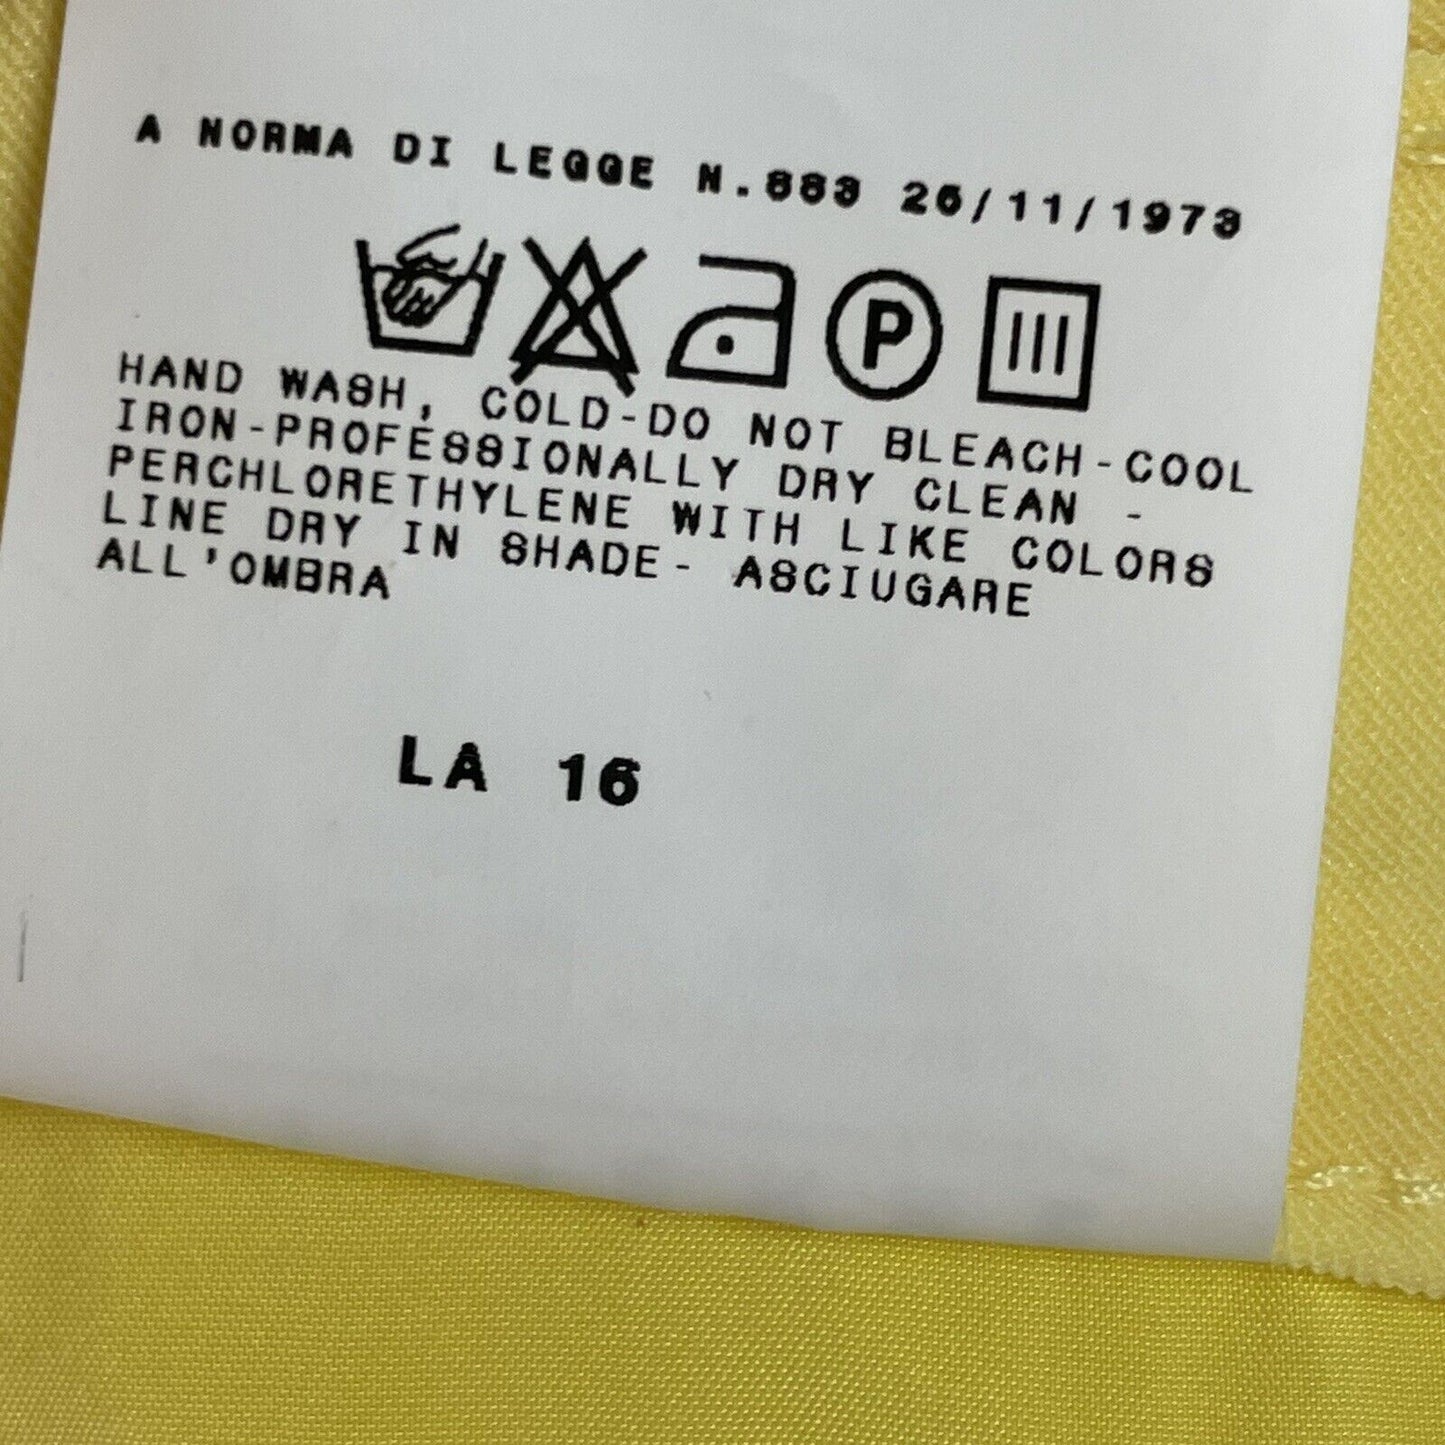 A NORMA DI LEGGE N.883 26/11/1973
P
HAND WASH, COLD-DO NOT BLEACH-COOL
IRON-PROFESSIONALLY DRY CLEAN -
PERCHLORETHYLENE WITH LIKE COLORS
LINE DRY IN SHADE- ASCIUGARE
ALL'OMBRA
LA 16